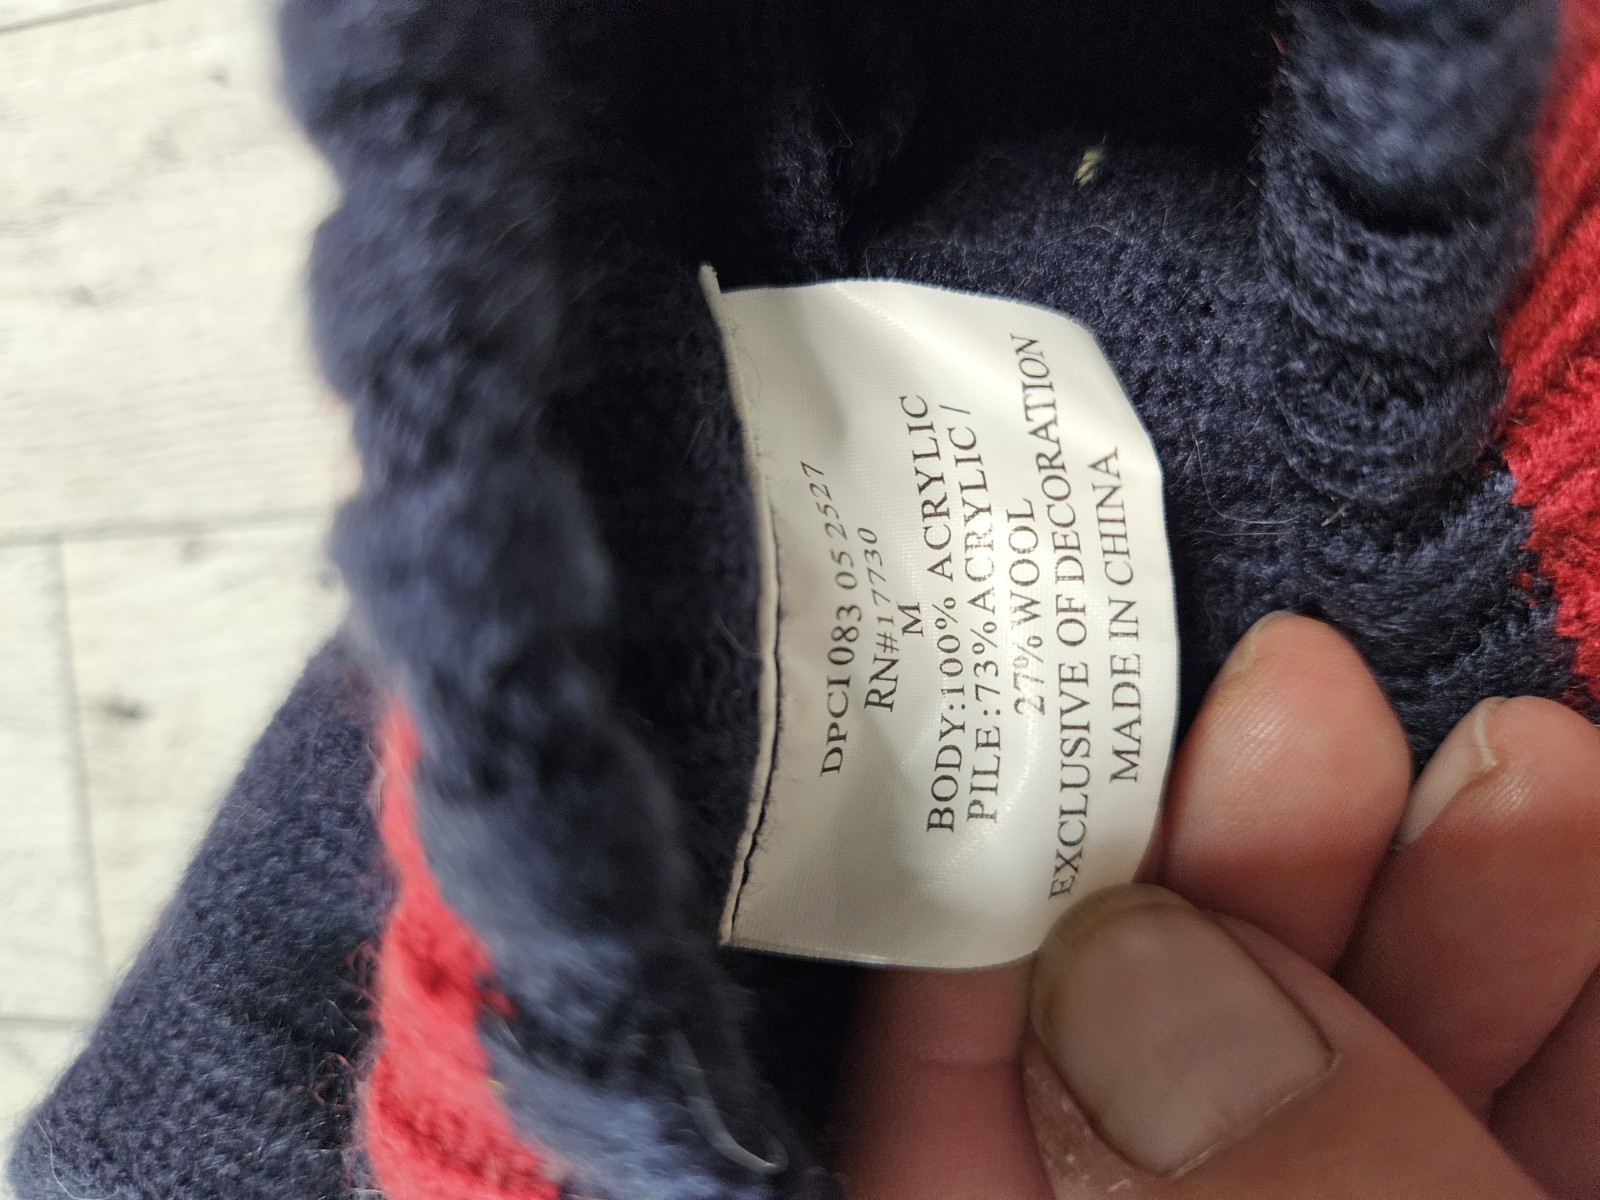 DPCI 083 05 2527
RN#17730
M
BODY:100% ACRYLIC
PILE:73%ACRYLIC/
27%WOOL
EXCLUSIVE OF DECORATION
MADE IN CHINA